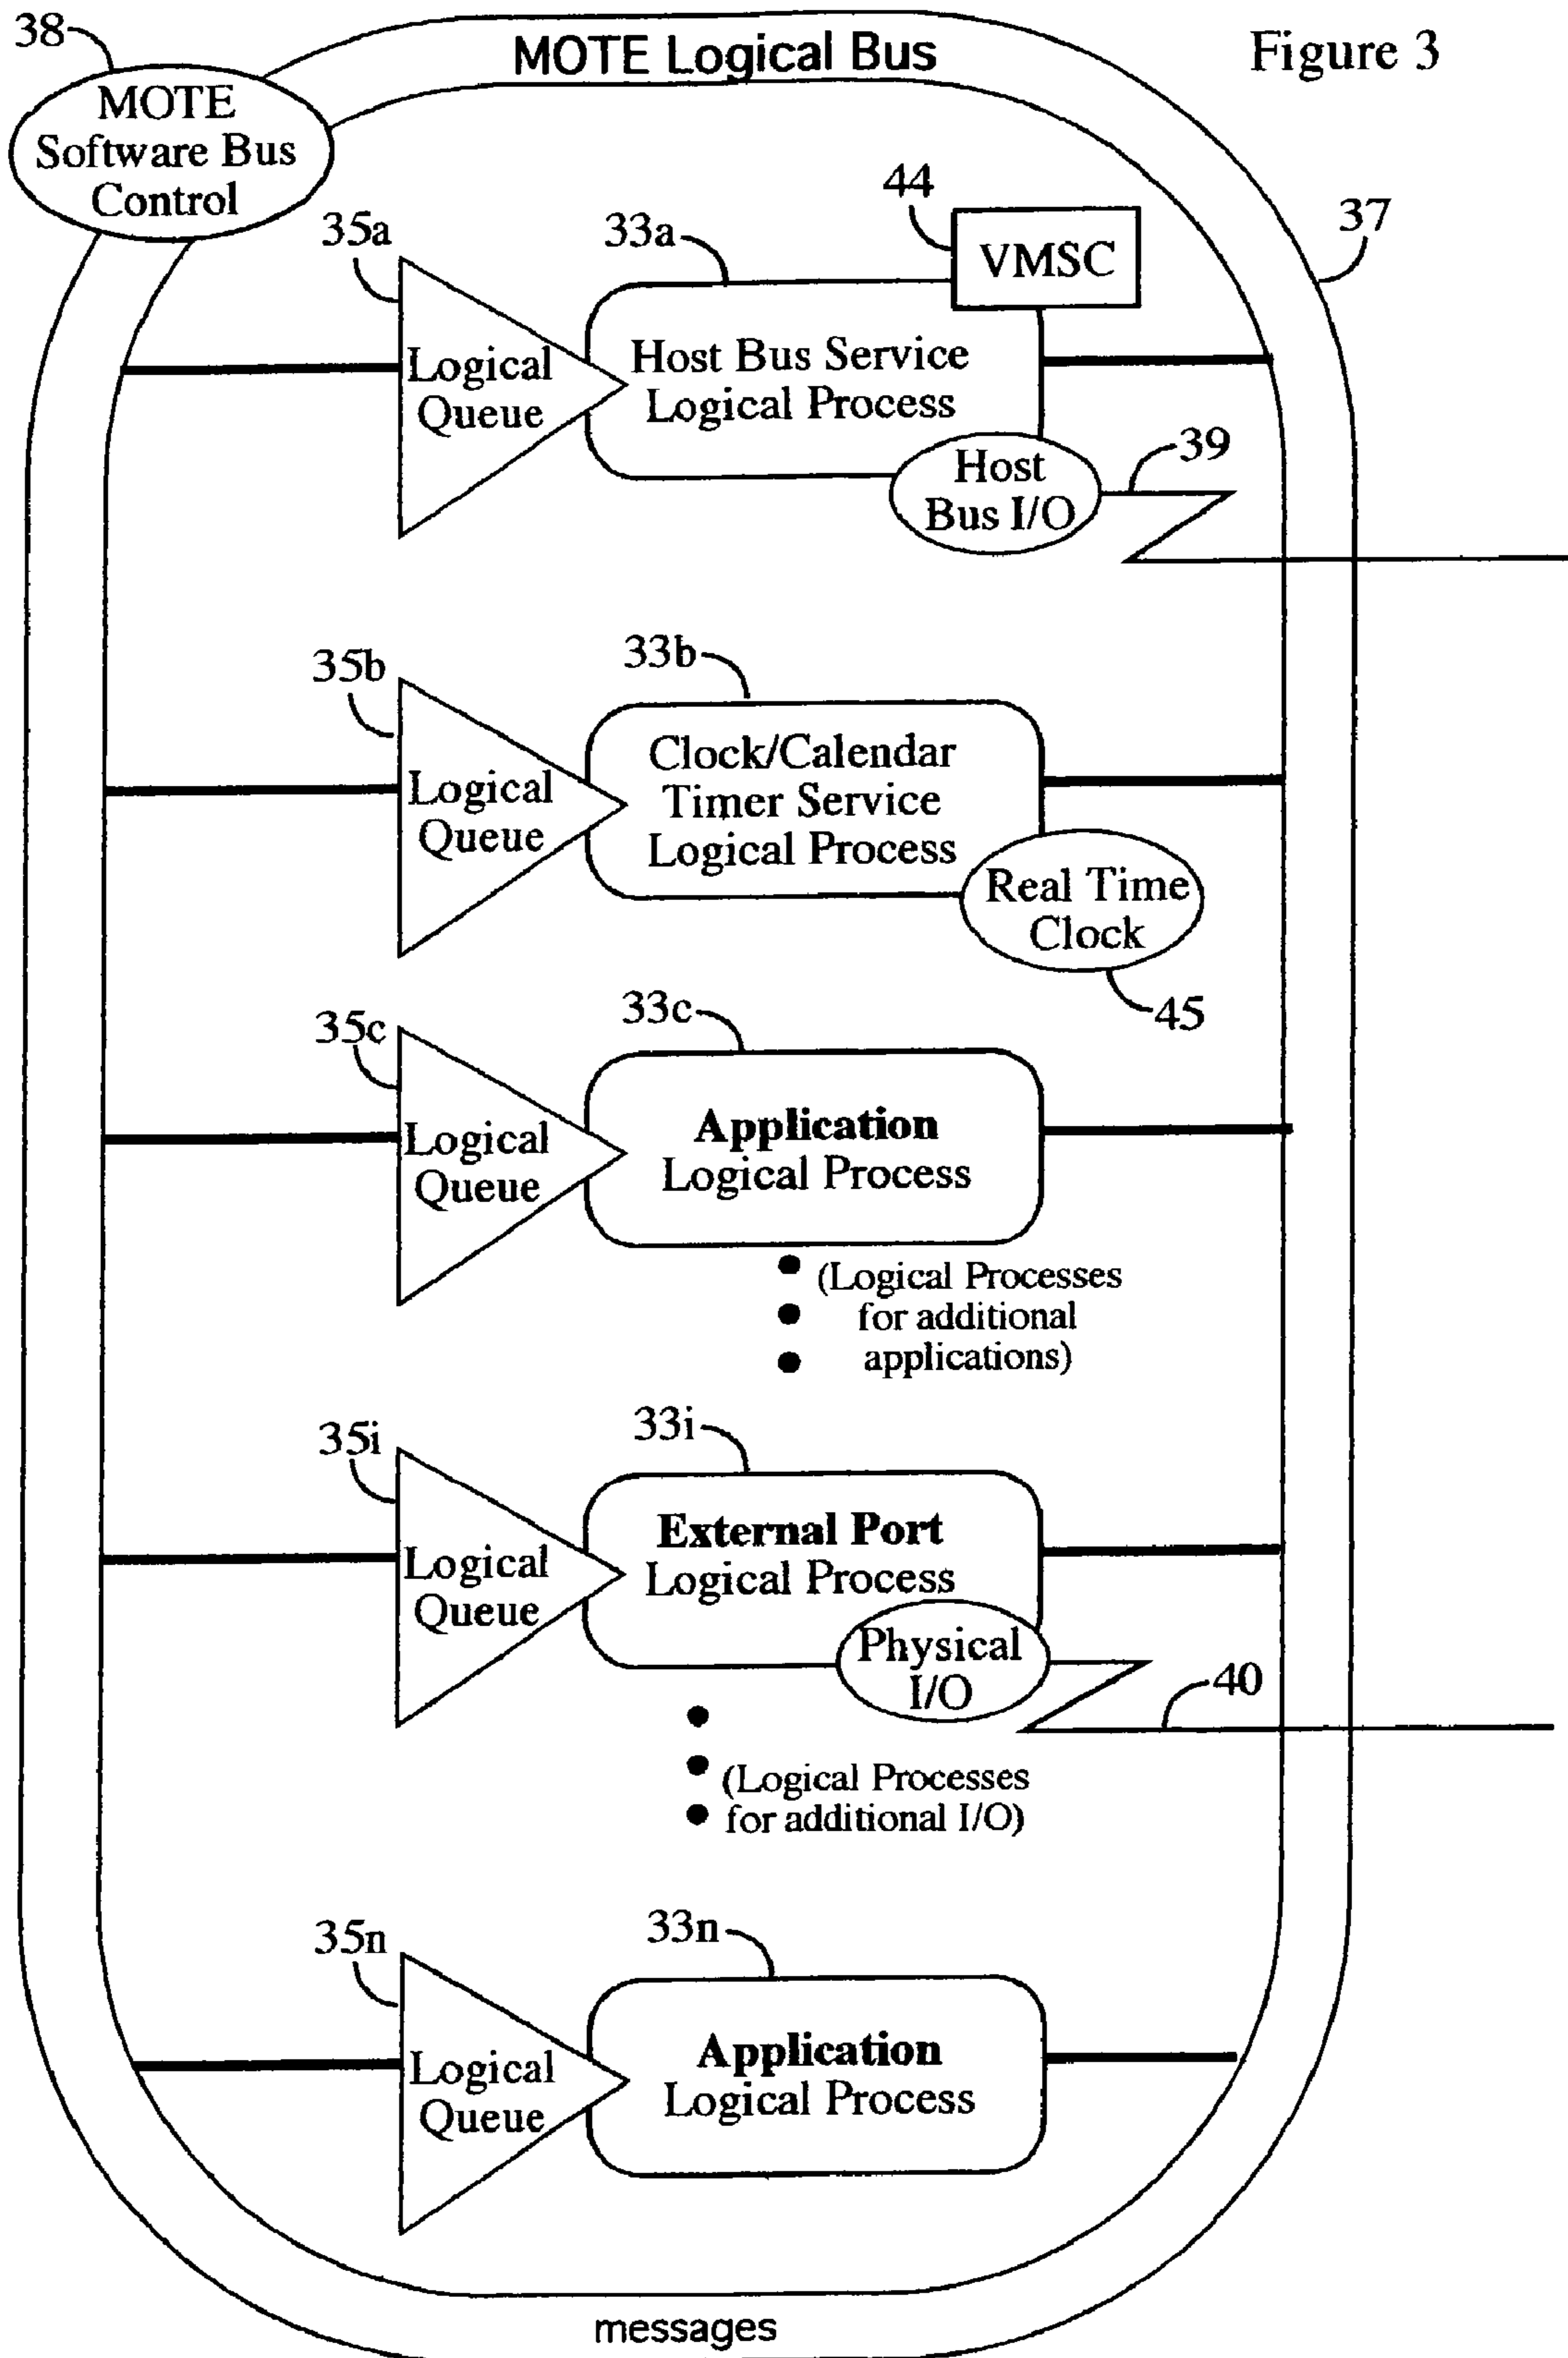 38
MOTE Logical Bus
Figure 3
MOTE
Software Bus
Control
44
VMSC
37
35a
33a
Logical
Queue
Host Bus Service
Logical Process
39
Host
Bus I/O
35b
33b
Logical
Queue
Clock/Calendar
Timer Service
Logical Process
Real Time
Clock
45
35c
33c
Logical
Queue
Application
Logical Process
(Logical Processes
for additional
applications)
35i
33i
Logical
Queue
External Port
Logical Process
Physical
I/O
40
(Logical Processes
for additional I/O)
35n
33n
Logical
Queue
Application
Logical Process
messages